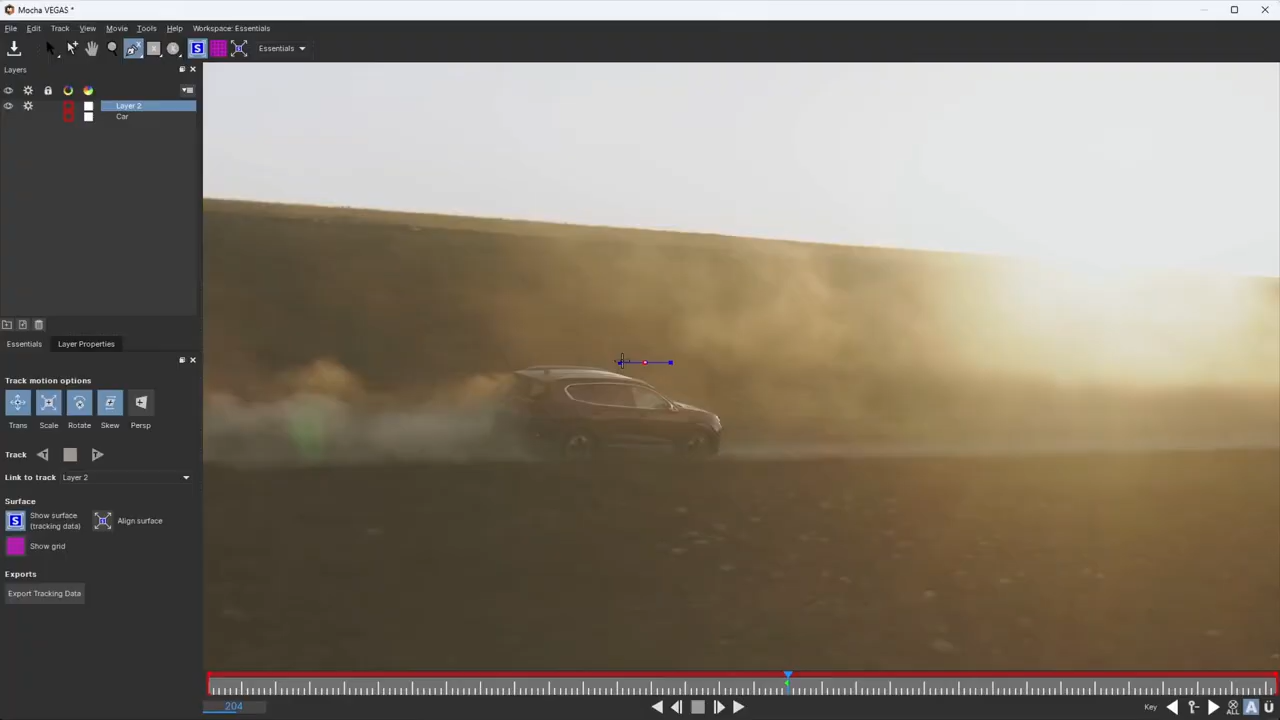 Mocha VEGAS *
File Edit Track View Movie Tools Help Workspace: Essentials
Essentials
Layers
Layer 2
Car
Essentials Layer Properties
Track motion options
Trans Scale Rotate Skew Persp
Track
Link to track Layer 2
Surface
Show surface
(tracking data)
Align surface
Show grid
Exports
Export Tracking Data
204
Key
ALL
A
Ü